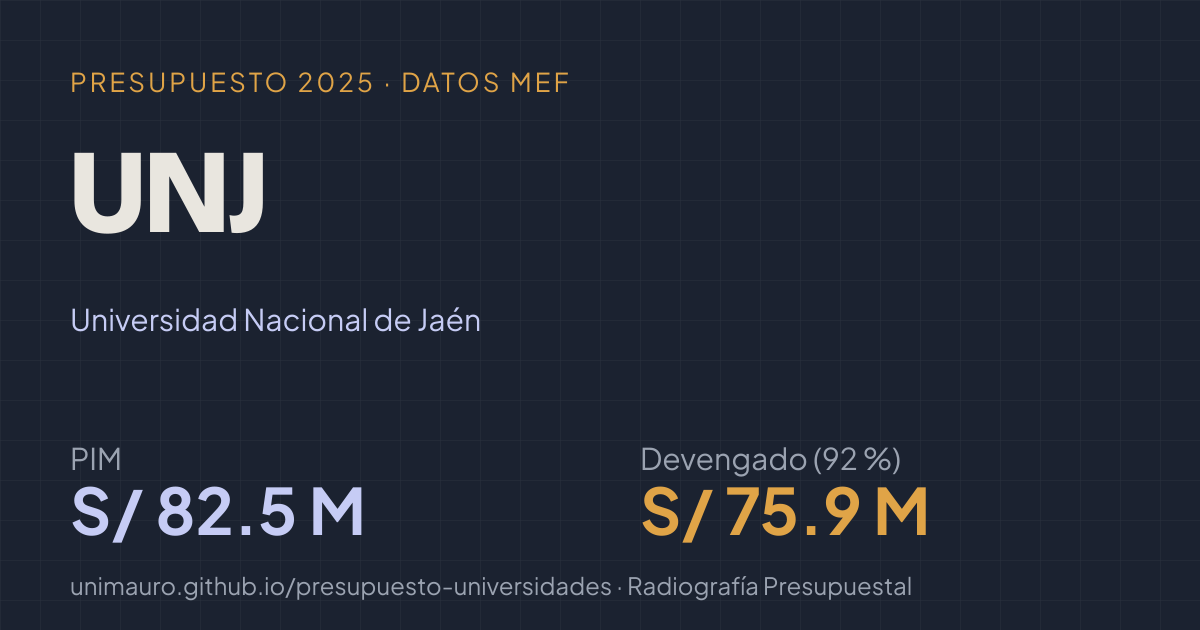 PRESUPUESTO 2025 · DATOS MEF
UNJ
Universidad Nacional de Jaén
PIM
S/ 82.5 M
Devengado (92 %)
S/ 75.9 M
unimauro.github.io/presupuesto-universidades · Radiografía Presupuestal